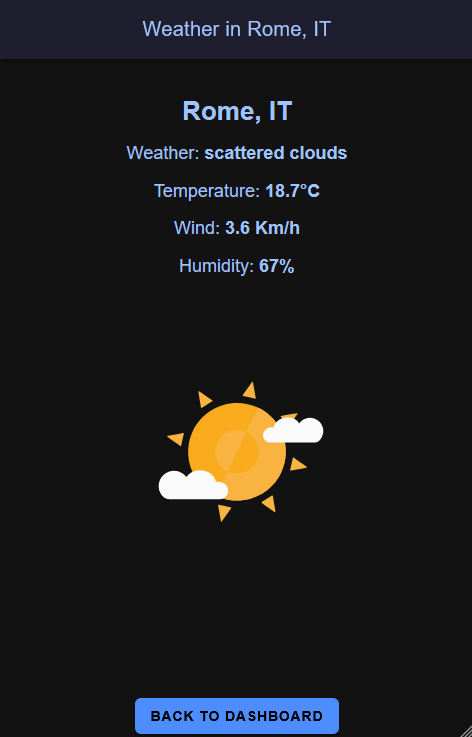 Weather in Rome, IT
Rome, IT
Weather: scattered clouds
Temperature: 18.7°C
Wind: 3.6 Km/h
Humidity: 67%
BACK TO DASHBOARD